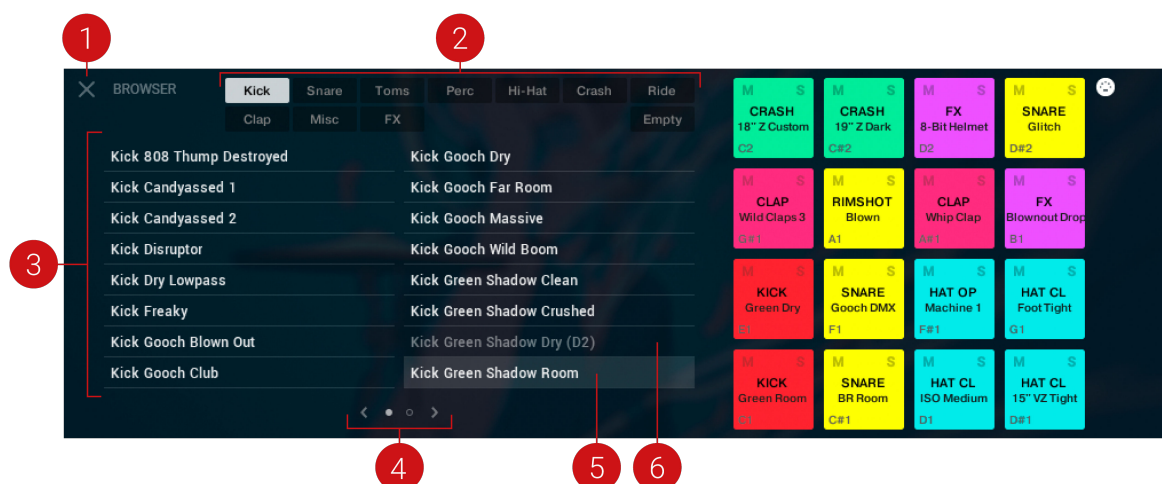 1
2
BROWSER
Kick Snare Toms Perc Hi-Hat Crash Ride
Clap Misc FX Empty
Kick 808 Thump Destroyed
Kick Candyassed 1
Kick Candyassed 2
Kick Disruptor
Kick Dry Lowpass
Kick Freaky
Kick Gooch Blown Out
Kick Gooch Club
Kick Gooch Dry
Kick Gooch Far Room
Kick Gooch Massive
Kick Gooch Wild Boom
Kick Green Shadow Clean
Kick Green Shadow Crushed
Kick Green Shadow Dry (D2)
Kick Green Shadow Room
3
4
5
6
M S
CRASH
18" Z Custom
C2
M S
CRASH
19" Z Dark
C#2
M S
FX
8-Bit Helmet
D2
M S
SNARE
Glitch
D#2
M S
CLAP
Wild Claps 3
G#1
M S
RIMSHOT
Blown
A1
M S
CLAP
Whip Clap
A#1
M S
FX
Blownout Drop
B1
M S
KICK
Green Dry
E1
M S
SNARE
Gooch DMX
F1
M S
HAT OP
Machine 1
F#1
M S
HAT CL
Foot Tight
G1
M S
KICK
Green Room
C1
M S
SNARE
BR Room
C#1
M S
HAT CL
ISO Medium
D1
M S
HAT CL
15" VZ Tight
D#1